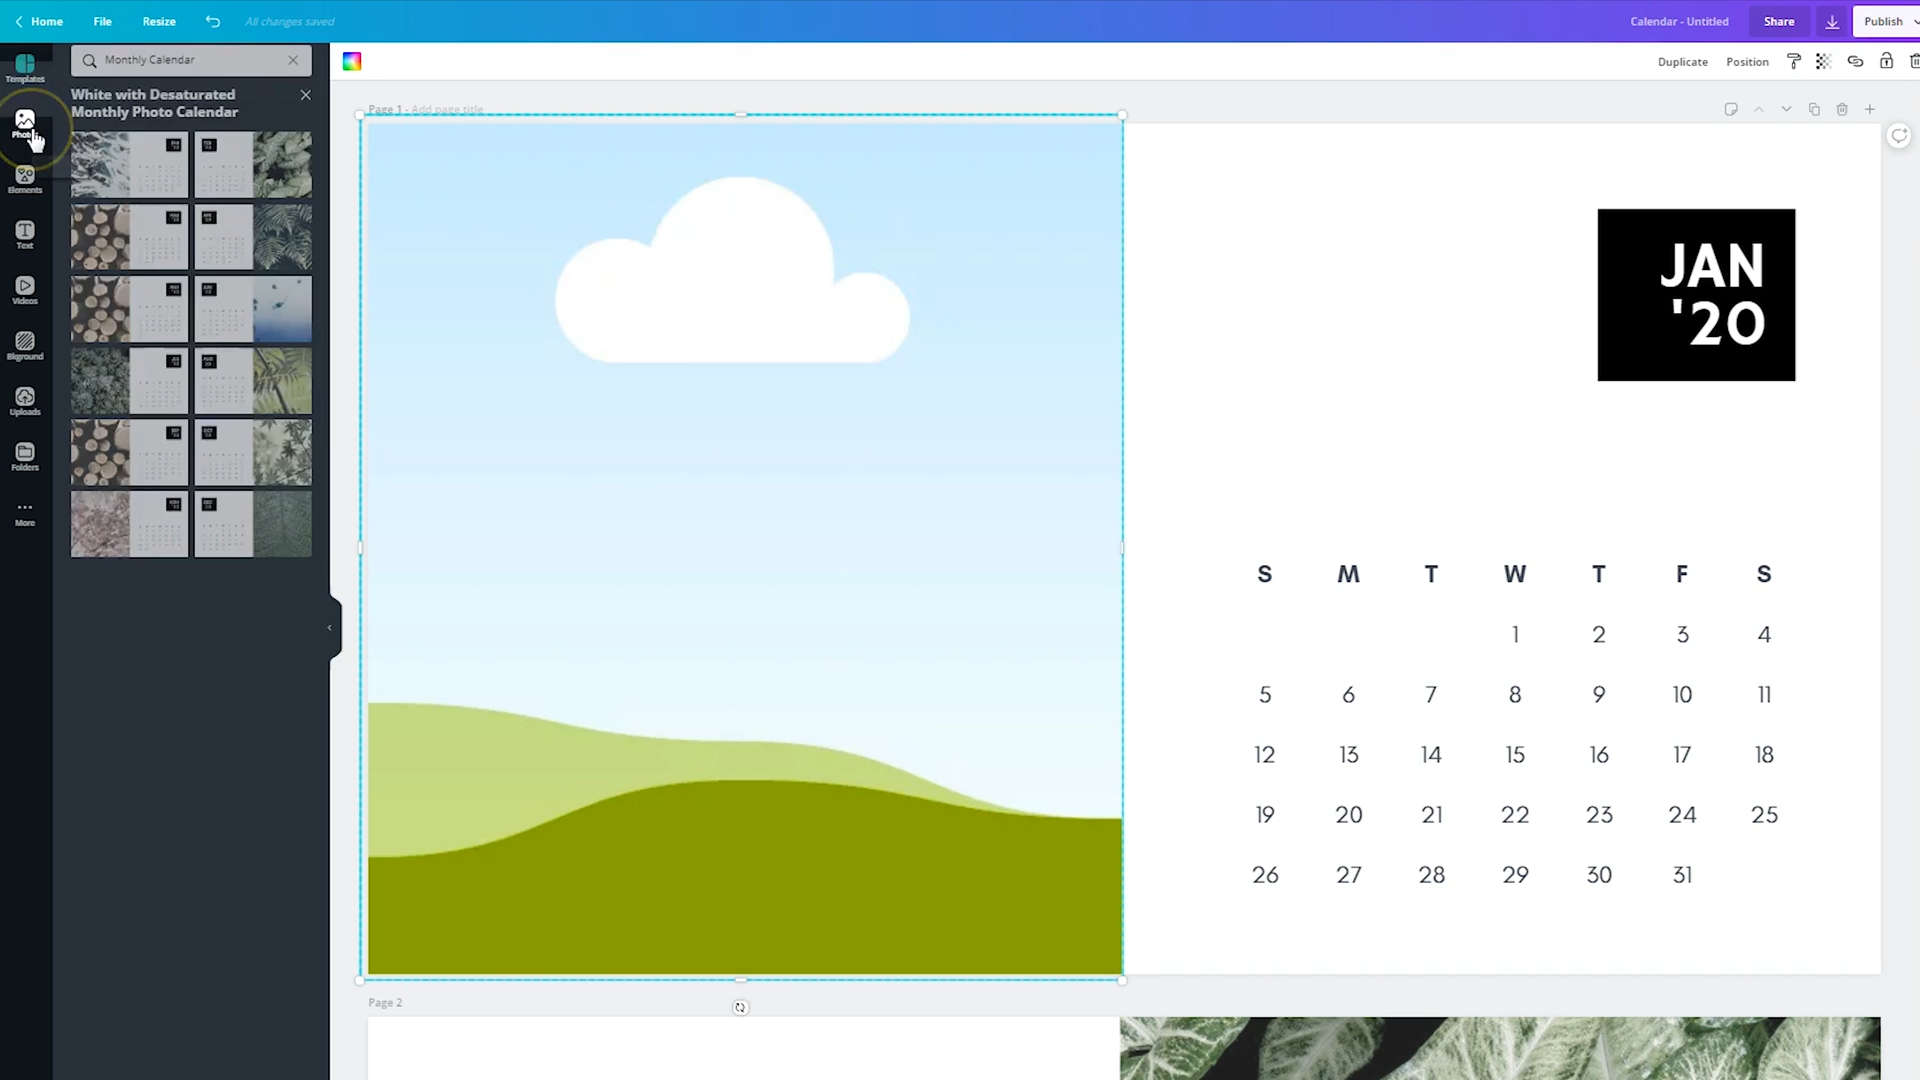 Home File Resize All changes saved Calendar - Untitled Share Publish
Monthly Calendar
Duplicate Position
Templates
White with Desaturated
Monthly Photo Calendar
Page 1 - Add page title
Elements
Text
Videos
Bkground
Uploads
Folders
More
JAN
'20
S M T W T F S
1 2 3 4
5 6 7 8 9 10 11
12 13 14 15 16 17 18
19 20 21 22 23 24 25
26 27 28 29 30 31
Page 2